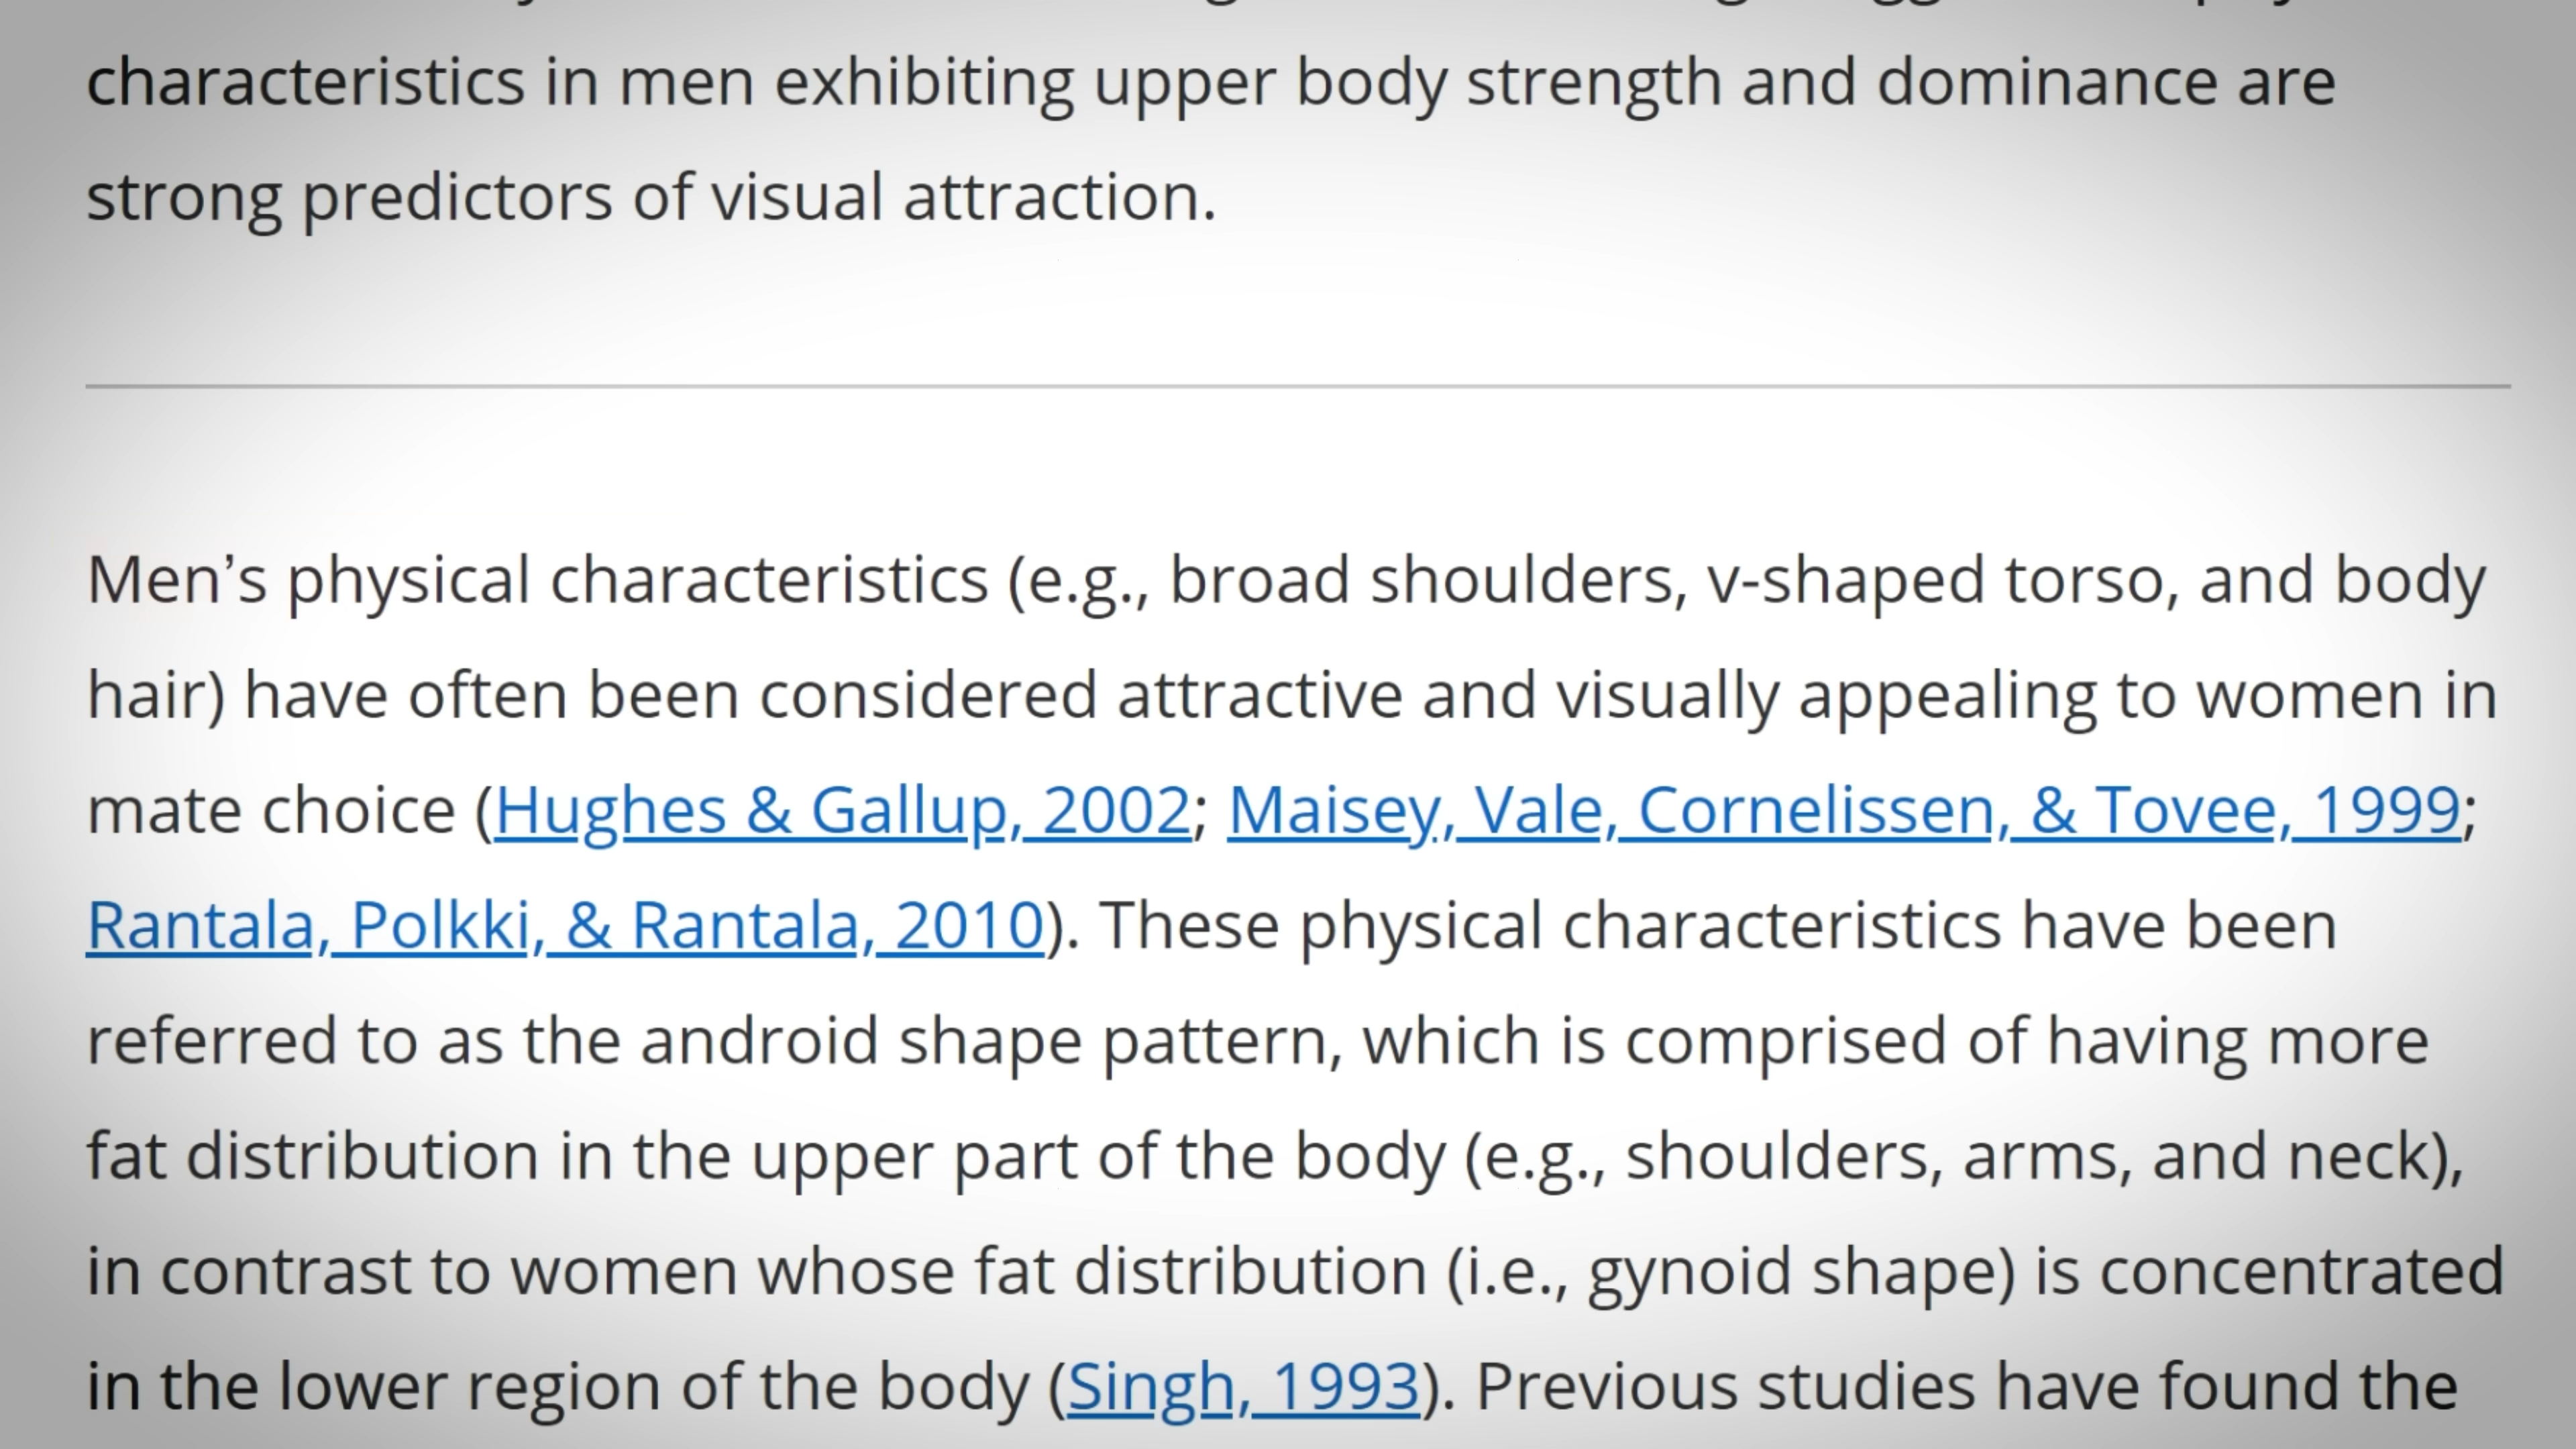 characteristics in men exhibiting upper body strength and dominance are
strong predictors of visual attraction.
Men’s physical characteristics (e.g., broad shoulders, v-shaped torso, and body
hair) have often been considered attractive and visually appealing to women in
mate choice (Hughes & Gallup, 2002; Maisey, Vale, Cornelissen, & Tovee, 1999;
Rantala, Polkki, & Rantala, 2010). These physical characteristics have been
referred to as the android shape pattern, which is comprised of having more
fat distribution in the upper part of the body (e.g., shoulders, arms, and neck),
in contrast to women whose fat distribution (i.e., gynoid shape) is concentrated
in the lower region of the body (Singh, 1993). Previous studies have found the